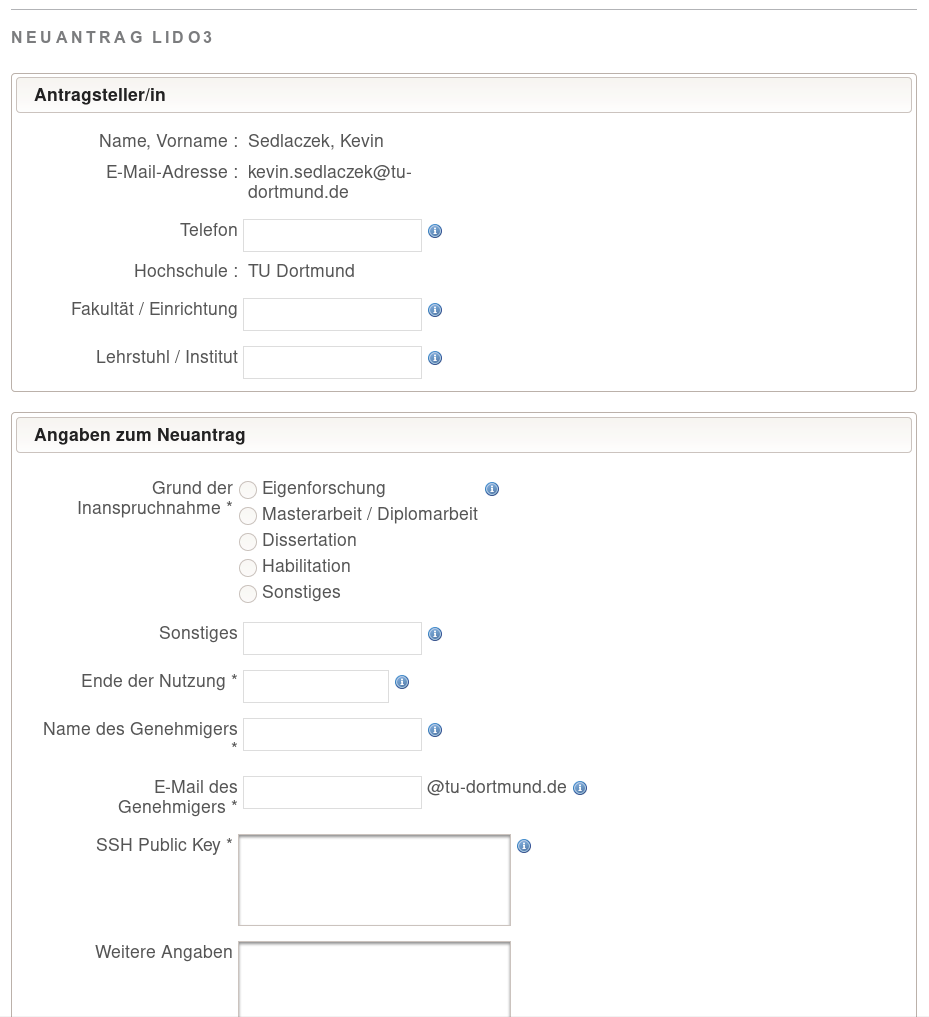 NEUANTRAG LIDO3
Antragsteller/in
Name, Vorname : Sedlaczek, Kevin
E-Mail-Adresse : kevin.sedlaczek@tu-
dortmund.de
Telefon
Hochschule : TU Dortmund
Fakultät / Einrichtung
Lehrstuhl / Institut
Angaben zum Neuantrag
Grund der
Inanspruchnahme *
Eigenforschung
Masterarbeit / Diplomarbeit
Dissertation
Habilitation
Sonstiges
Sonstiges
Ende der Nutzung *
Name des Genehmigers
*
E-Mail des
Genehmigers *
@tu-dortmund.de
SSH Public Key *
Weitere Angaben